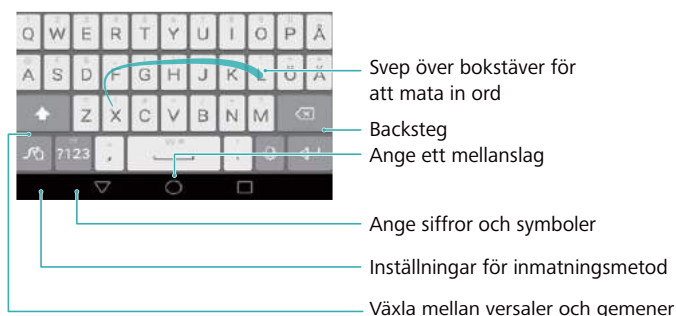 Q W E R T Y U I O P Å
A S D F G H J K L Ö Ä
Z X C V B N M
?123 , .
Svep över bokstäver för
att mata in ord
Backsteg
Ange ett mellanslag
Ange siffror och symboler
Inställningar för inmatningsmetod
Växla mellan versaler och gemener